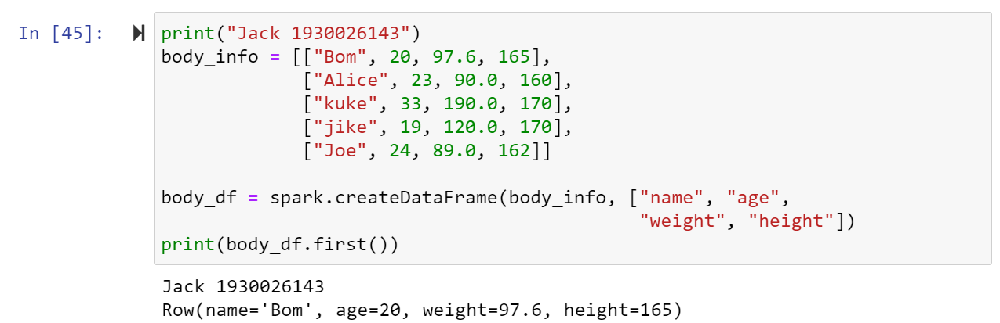 In [45]: print("Jack 1930026143")
body_info = [["Bom", 20, 97.6, 165],
["Alice", 23, 90.0, 160],
["kuke", 33, 190.0, 170],
["jike", 19, 120.0, 170],
["Joe", 24, 89.0, 162]]
body_df = spark.createDataFrame(body_info, ["name", "age",
"weight", "height"])
print(body_df.first())
Jack 1930026143
Row(name='Bom', age=20, weight=97.6, height=165)